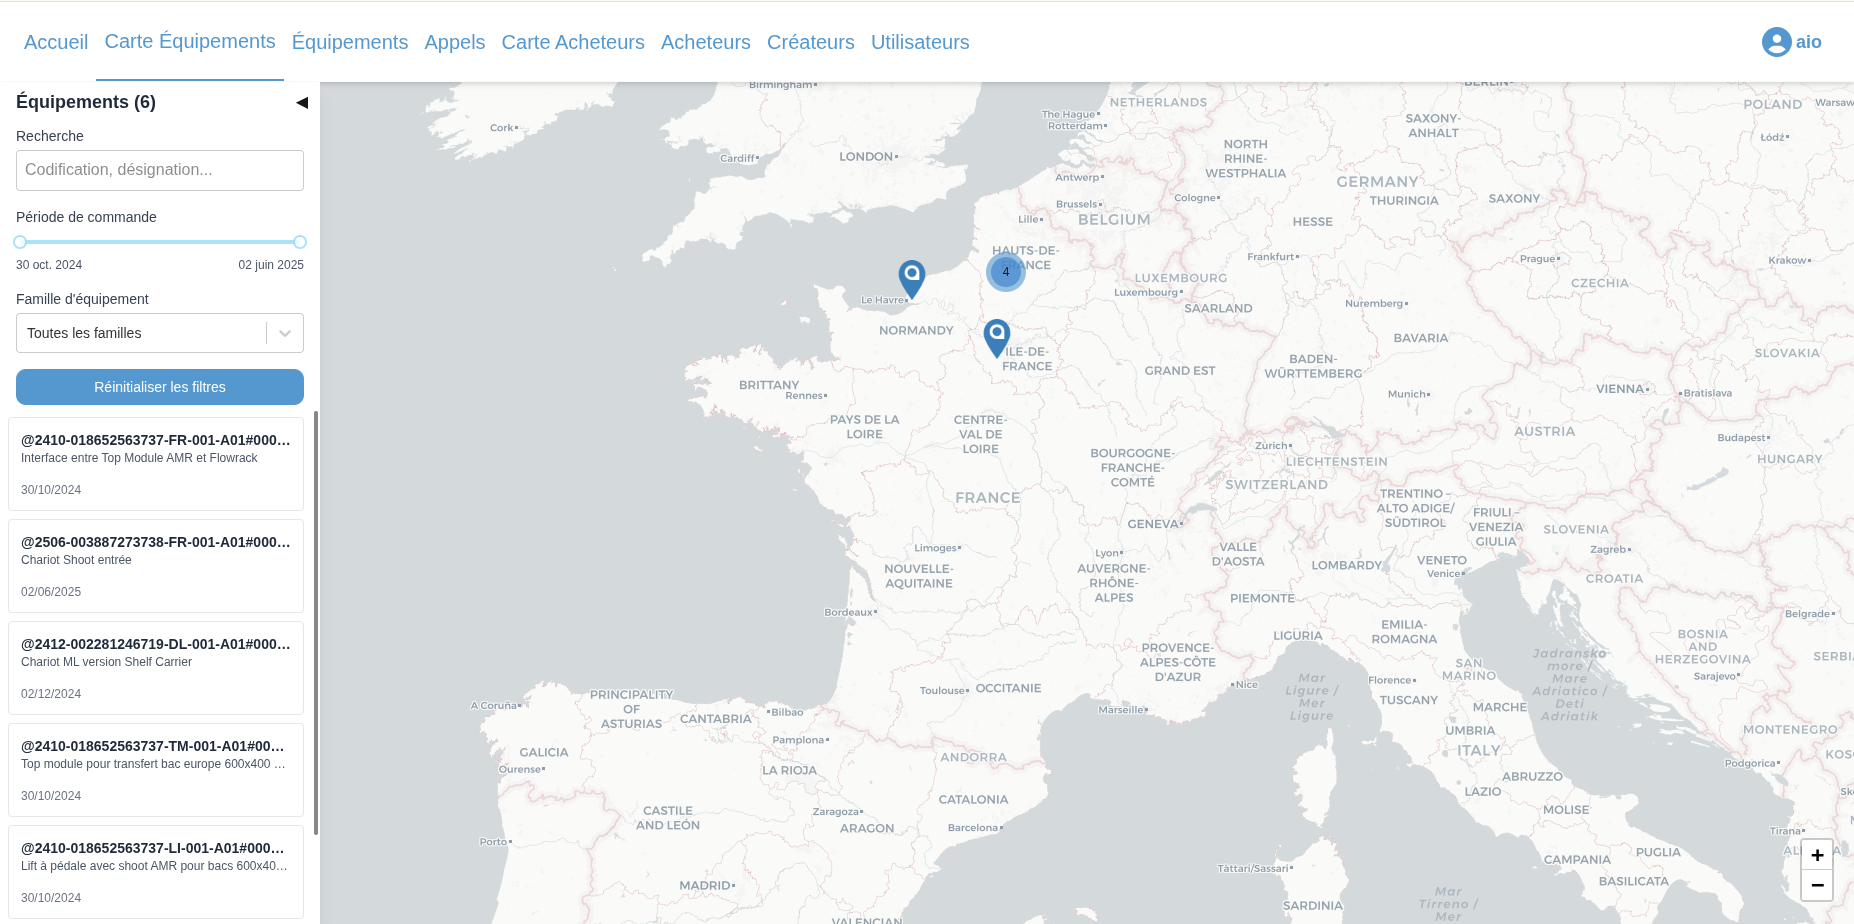 Accueil Carte Équipements Équipements Appels Carte Acheteurs Acheteurs Créateurs Utilisateurs aio
Équipements (6)
Recherche
Codification, désignation...
Période de commande
30 oct. 2024 02 juin 2025
Famille d'équipement
Toutes les familles
Réinitialiser les filtres
@2410-018652563737-FR-001-A01#000...
Interface entre Top Module AMR et Flowrack
30/10/2024
@2506-003887273738-FR-001-A01#000...
Chariot Shoot entrée
02/06/2025
@2412-002281246719-DL-001-A01#000...
Chariot ML version Shelf Carrier
02/12/2024
@2410-018652563737-TM-001-A01#00...
Top module pour transfert bac europe 600x400 ...
30/10/2024
@2410-018652563737-LI-001-A01#000...
Lift à pédale avec shoot AMR pour bacs 600x40...
30/10/2024
Birmingham
BERLIN
NETHERLANDS
POLAND
Warsaw
The Hague
Rotterdam
SAXONY-
ANHALT
Łódź
Cork
Cardiff
LONDON
NORTH
RHINE-
WESTPHALIA
Antwerp
GERMANY
Cologne
THURINGIA
SAXONY
Brussels
Lille
BELGIUM
HESSE
HAUTS-DE-
FRANCE
4
Frankfurt
Prague
Krakow
LUXEMBOURG
Luxembourg
CZECHIA
Le Havre
SAARLAND
Nuremberg
NORMANDY
BAVARIA
ILE-DE-
FRANCE
GRAND EST
BADEN-
WÜRTTEMBERG
SLOVAKIA
BRITTANY
Rennes
Munich
VIENNA
Bratislava
PAYS DE LA
LOIRE
CENTRE-
VAL DE
LOIRE
AUSTRIA
Budapest
Zürich
LIECHTENSTEIN
HUNGARY
BOURGOGNE-
FRANCHE-
COMTÉ
SWITZERLAND
FRANCE
TRENTINO -
ALTO ADIGE/
SÜDTIROL
FRIULI -
VENEZIA
GIULIA
GENEVA
SLOVENIA
Zagreb
Limoges
Lyon
VALLE
D'AOSTA
LOMBARDY
VENETO
Venice
NOUVELLE-
AQUITAINE
AUVERGNE-
RHÔNE-
ALPES
CROATIA
PIEMONTE
Bordeaux
Belgrade
EMILIA-
ROMAGNA
LIGURIA
BOSNIA
AND
HERZEGOVINA
Sarajevo
SERBI
PROVENCE-
ALPES-CÔTE
D'AZUR
Nice
Jadransko
more /
Mare
Adriatico /
Deti
Adriatik
SAN
MARINO
Florence
Mar
Ligure /
Mer
Ligure
TUSCANY
MARCHE
Toulouse
OCCITANIE
Marseille
A Coruña
PRINCIPALITY
OF
ASTURIAS
CANTABRIA
Bilbao
Pamplona
UMBRIA
ITALY
MONTENEGRO
KOS
Podgorica
GALICIA
Ourense
ANDORRA
LA RIOJA
ABRUZZO
LAZIO
Sk
CATALONIA
Zaragoza
ARAGON
Barcelona
CASTILE
AND LEÓN
MOLISE
Porto
Tirana
CAMPANIA
PUGLIA
Tàttari/Sassari
BASILICATA
MADRID
SARDINIA
Mar
Tirreno /
Mer
VALENCIAN
+
−